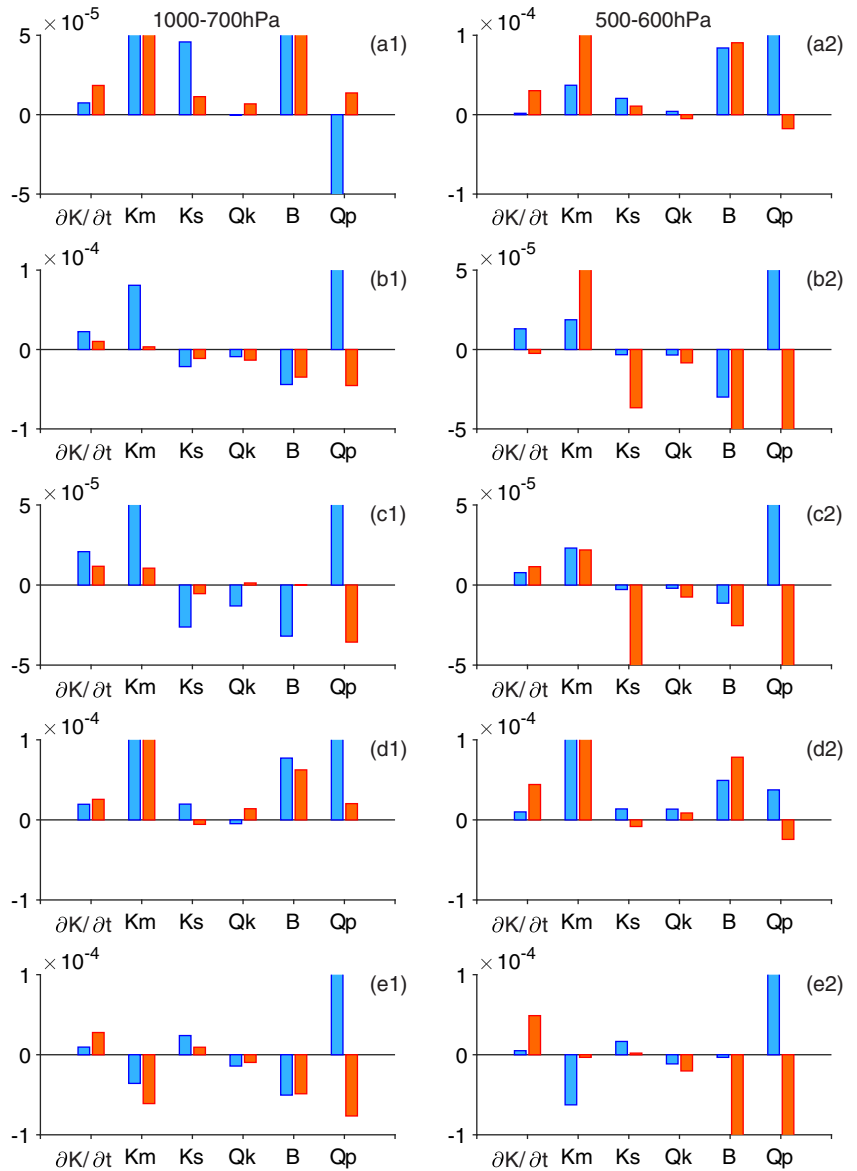 1000-700hPa
500-600hPa
5 × 10^-5
(a1)
0
-5
∂K/∂t Km Ks Qk B Qp
1 × 10^-4
(a2)
0
-1
∂K/∂t Km Ks Qk B Qp
1 × 10^-4
(b1)
0
-1
∂K/∂t Km Ks Qk B Qp
5 × 10^-5
(b2)
0
-5
∂K/∂t Km Ks Qk B Qp
5 × 10^-5
(c1)
0
-5
∂K/∂t Km Ks Qk B Qp
5 × 10^-5
(c2)
0
-5
∂K/∂t Km Ks Qk B Qp
1 × 10^-4
(d1)
0
-1
∂K/∂t Km Ks Qk B Qp
1 × 10^-4
(d2)
0
-1
∂K/∂t Km Ks Qk B Qp
1 × 10^-4
(e1)
0
-1
∂K/∂t Km Ks Qk B Qp
1 × 10^-4
(e2)
0
-1
∂K/∂t Km Ks Qk B Qp